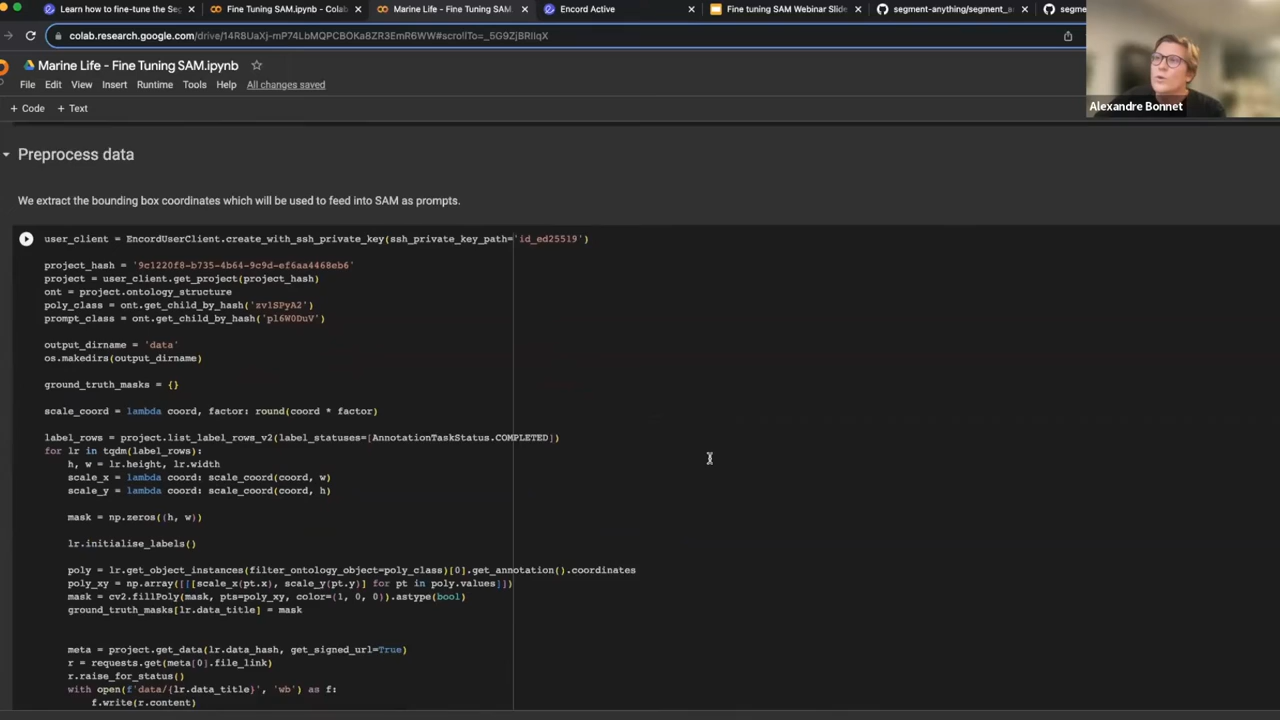 Learn how to fine-tune the Se
Fine Tuning SAM.ipynb - Colab
Marine Life - Fine Tuning SAM.
Encord Active
Fine tuning SAM Webinar Slide
segment-anything/segment_a
segm
colab.research.google.com/drive/14R8UaXj-mP74LbMQPCBOKa8ZR3EmR6WW#scrollTo=_5G9ZjBRIIqX
Marine Life - Fine Tuning SAM.ipynb
File Edit View Insert Runtime Tools Help All changes saved
Alexandre Bonnet
+ Code + Text
Preprocess data
We extract the bounding box coordinates which will be used to feed into SAM as prompts.
user_client = EncordUserClient.create_with_ssh_private_key(ssh_private_key_path='id_ed25519')
project_hash = '9c1220f8-b735-4b64-9c9d-ef6aa4468eb6'
project = user_client.get_project(project_hash)
ont = project.ontology_structure
poly_class = ont.get_child_by_hash('zv1SPyA2')
prompt_class = ont.get_child_by_hash('pl6W0DuV')
output_dirname = 'data'
os.makedirs(output_dirname)
ground_truth_masks = {}
scale_coord = lambda coord, factor: round(coord * factor)
label_rows = project.list_label_rows_v2(label_statuses=[AnnotationTaskStatus.COMPLETED])
for lr in tqdm(label_rows):
h, w = lr.height, lr.width
scale_x = lambda coord: scale_coord(coord, w)
scale_y = lambda coord: scale_coord(coord, h)
mask = np.zeros((h, w))
lr.initialise_labels()
poly = lr.get_object_instances(filter_ontology_object=poly_class)[0].get_annotation().coordinates
poly_xy = np.array([[[scale_x(pt.x), scale_y(pt.y)] for pt in poly.values]])
mask = cv2.fillPoly(mask, pts=poly_xy, color=(1, 0, 0)).astype(bool)
ground_truth_masks[lr.data_title] = mask
meta = project.get_data(lr.data_hash, get_signed_url=True)
r = requests.get(meta[0].file_link)
r.raise_for_status()
with open(f'data/{lr.data_title}', 'wb') as f:
f.write(r.content)